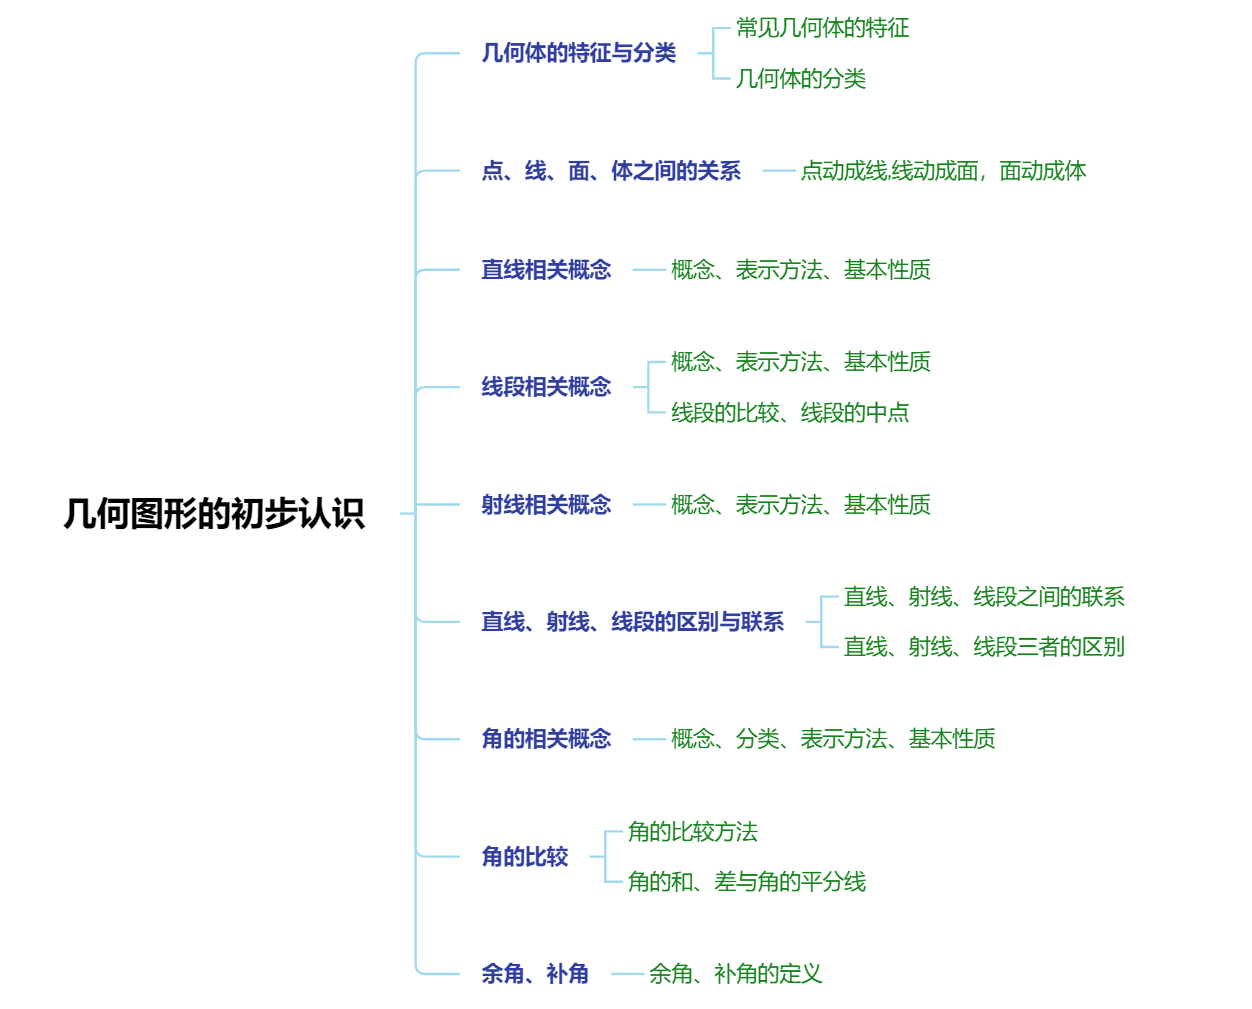 几何图形的初步认识
几何体的特征与分类
常见几何体的特征
几何体的分类
点、线、面、体之间的关系
点动成线,线动成面，面动成体
直线相关概念
概念、表示方法、基本性质
线段相关概念
概念、表示方法、基本性质
线段的比较、线段的中点
射线相关概念
概念、表示方法、基本性质
直线、射线、线段的区别与联系
直线、射线、线段之间的联系
直线、射线、线段三者的区别
角的相关概念
概念、分类、表示方法、基本性质
角的比较
角的比较方法
角的和、差与角的平分线
余角、补角
余角、补角的定义